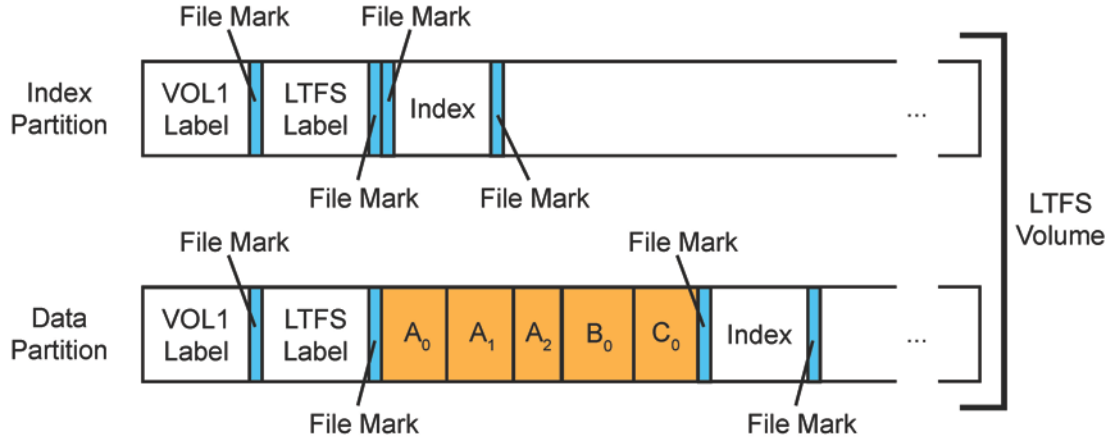 File Mark
File Mark
Index
Partition
VOL1
Label
LTFS
Label
Index
...
File Mark
File Mark
LTFS
Volume
File Mark
File Mark
Data
Partition
VOL1
Label
LTFS
Label
A₀
A₁
A₂
B₀
C₀
Index
...
File Mark
File Mark